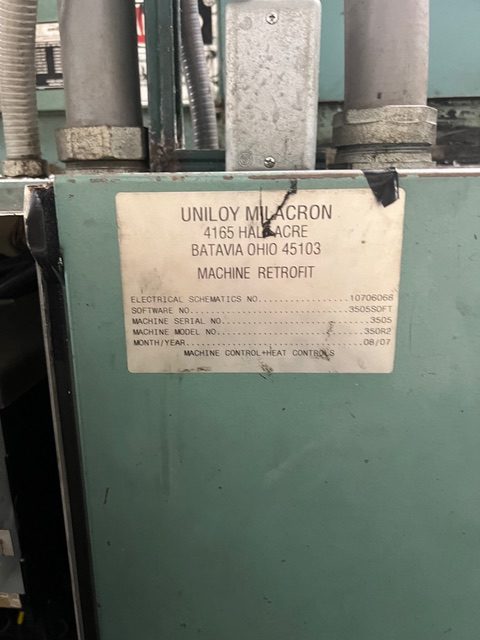 UNILOY MILACRON
4165 HALF ACRE
BATAVIA OHIO 45103
MACHINE RETROFIT
ELECTRICAL SCHEMATICS NO................10706068
SOFTWARE NO.............................3505SOFT
MACHINE SERIAL NO...........................3505
MACHINE MODEL NO...........................350R2
MONTH/YEAR.................................08/07
MACHINE CONTROL+HEAT CONTROLS